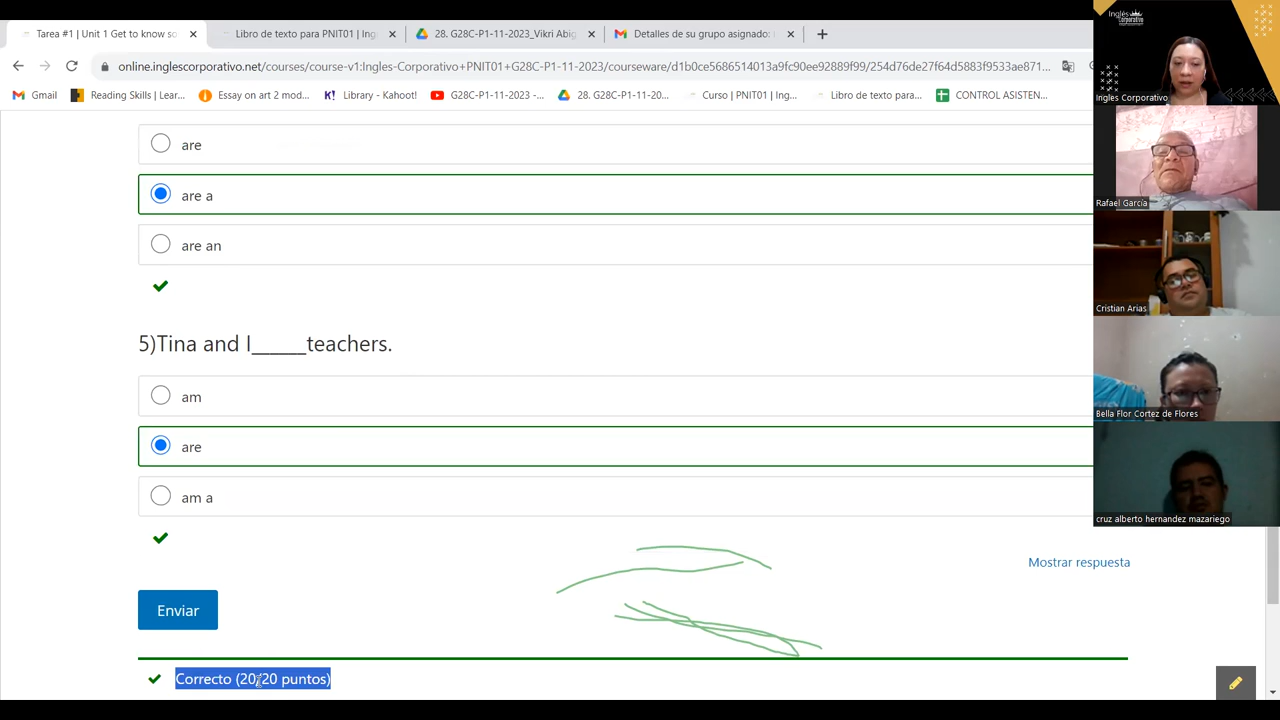 Tarea #1 | Unit 1 Get to know so
Libro de texto para PNIT01 | Ing
28. G28C-P1-11-2023_Viktr Abig
Detalles de su grupo asignado: i
online.inglescorporativo.net/courses/course-v1:Ingles-Corporativo+PNIT01+G28C-P1-11-2023/courseware/d1b0ce5686514013a9fc90ee92889f99/254d76de27f64d5883f9533ae871...
Gmail
Reading Skills | Lear...
Essay on art 2 mod...
Library - Kami
G28C-P1-11-2023 -...
28. G28C-P1-11-20...
Curso | PNIT01 | Ing...
Libro de texto para...
CONTROL ASISTEN...
are
are a
are an
5)Tina and I_____teachers.
am
are
am a
Mostrar respuesta
Enviar
Correcto (20/20 puntos)
Inglés
Corporativo
Ingles Corporativo
Rafael García
Cristian Arias
Bella Flor Cortez de Flores
cruz alberto hernandez mazariego